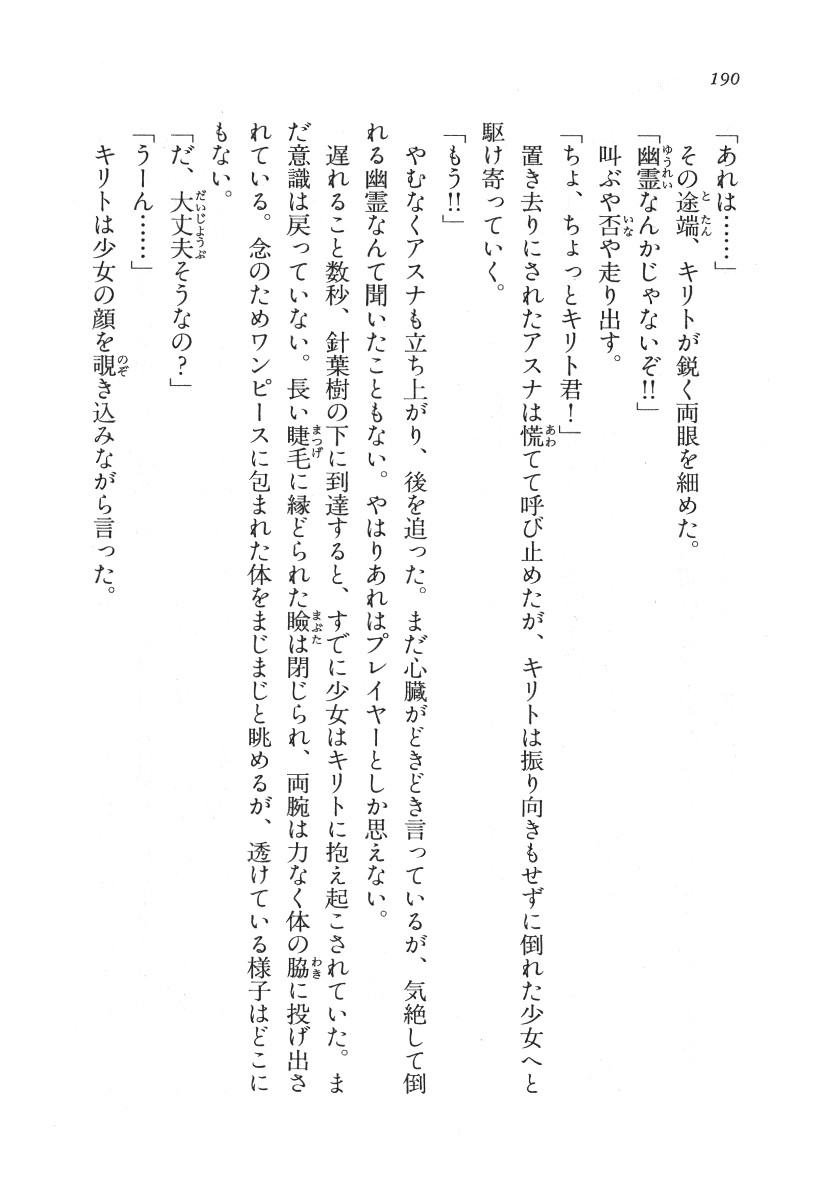 190
「あれは……」
その途端、キリトが鋭く両眼を細めた。
「幽霊なんかじゃないぞ!!」
叫ぶや否や走り出す。
「ちょ、ちょっとキリト君！」
置き去りにされたアスナは慌てて呼び止めたが、キリトは振り向きもせずに倒れた少女へと
駆け寄っていく。
「もう!!」
やむなくアスナも立ち上がり、後を追った。まだ心臓がどきどき言っているが、気絶して倒
れる幽霊なんて聞いたこともない。やはりあれはプレイヤーとしか思えない。
遅れること数秒、針葉樹の下に到達すると、すでに少女はキリトに抱え起こされていた。ま
だ意識は戻っていない。長い睫毛に縁どられた瞼は閉じられ、両腕は力なく体の脇に投げ出さ
れている。念のためワンピースに包まれた体をまじまじと眺めるが、透けている様子はどこに
もない。
「だ、大丈夫そうなの？」
「うーん……」
キリトは少女の顔を覗き込みながら言った。